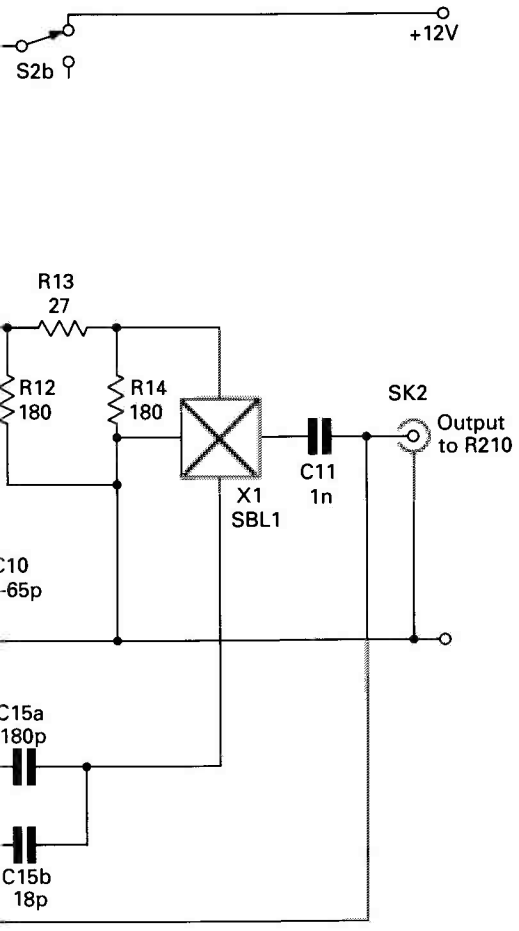 +12V
S2b
R13
27
R12
180
R14
180
SK2
Output
to R210
C11
1n
X1
SBL1
C10
-65p
C15a
180p
C15b
18p